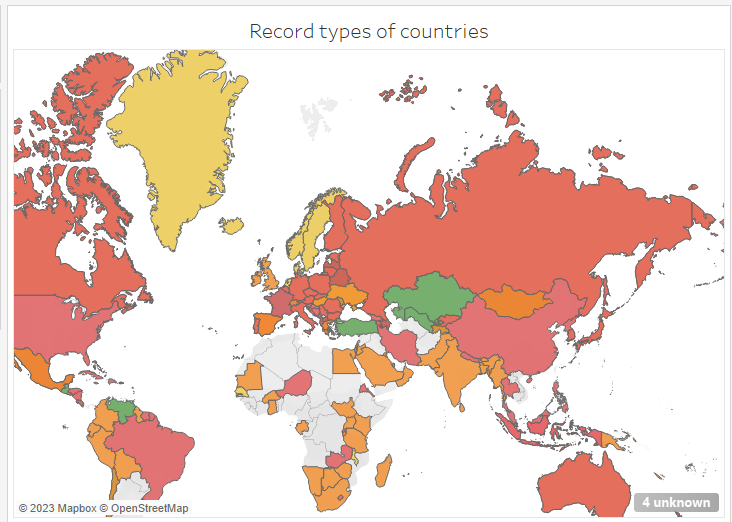 Record types of countries
© 2023 Mapbox © OpenStreetMap
4 unknown